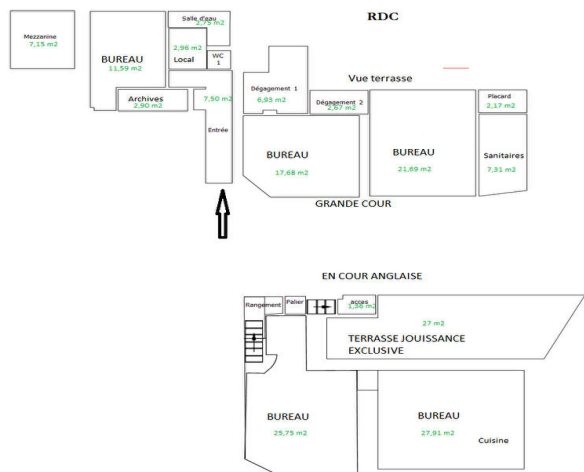 RDC
Mezzanine
7,15 m2
BUREAU
11,59 m2
Salle d'eau
2,75 m2
2,96 m2
Local
WC
1
Archives
2,90 m2
7,50 m2
Entrée
Dégagement 1
6,93 m2
Vue terrasse
Dégagement 2
2,67 m2
Placard
2,17 m2
BUREAU
17,68 m2
BUREAU
21,69 m2
Sanitaires
7,31 m2
GRANDE COUR
EN COUR ANGLAISE
Rangement
Palier
acces
1,56 m2
27 m2
TERRASSE JOUISSANCE
EXCLUSIVE
BUREAU
25,75 m2
BUREAU
27,91 m2
Cuisine